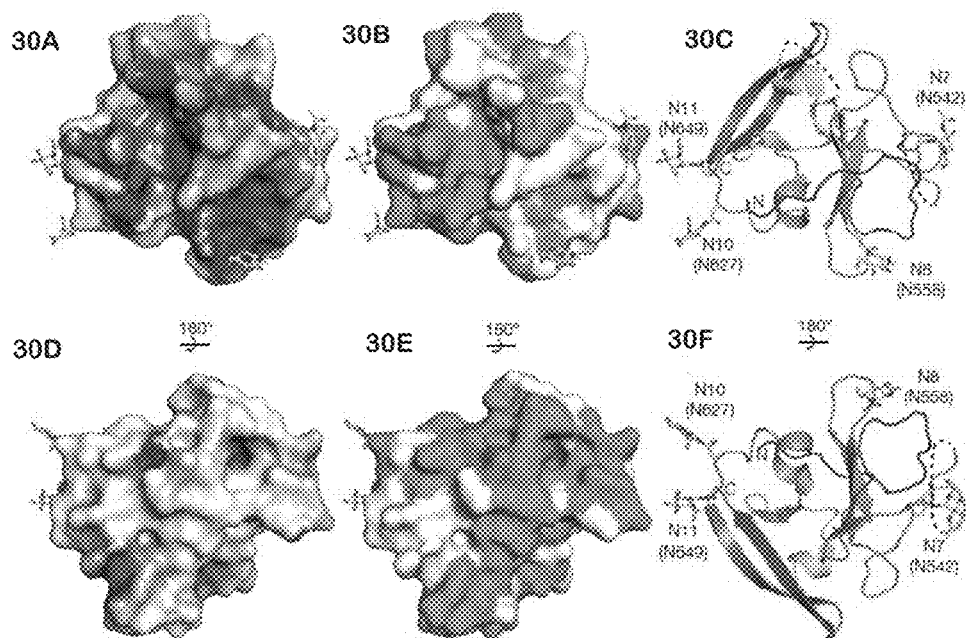 30A
30B
30C
N7
(N542)
N11
(N649)
N
N10
(N627)
N8
(N558)
30D
180°
30E
180°
30F
180°
N10
(N627)
N8
(N558)
N
N11
(N649)
N7
(N542)